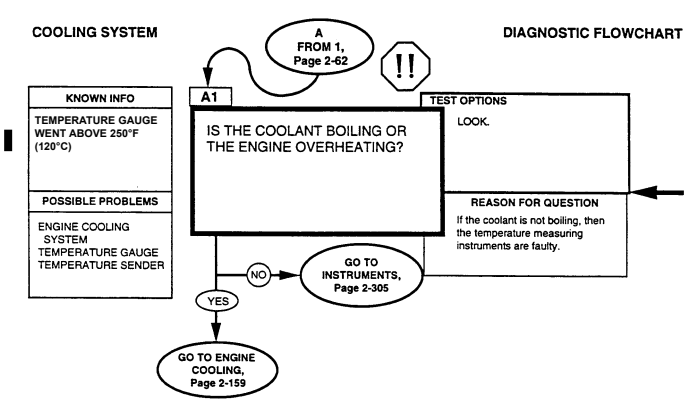 COOLING SYSTEM
DIAGNOSTIC FLOWCHART
A
FROM 1,
Page 2-62
!!
A1
KNOWN INFO
TEMPERATURE GAUGE
WENT ABOVE 250°F
(120°C)
POSSIBLE PROBLEMS
ENGINE COOLING
SYSTEM
TEMPERATURE GAUGE
TEMPERATURE SENDER
IS THE COOLANT BOILING OR
THE ENGINE OVERHEATING?
TEST OPTIONS
LOOK.
REASON FOR QUESTION
If the coolant is not boiling, then
the temperature measuring
instruments are faulty.
NO
GO TO
INSTRUMENTS,
Page 2-305
YES
GO TO ENGINE
COOLING,
Page 2-159